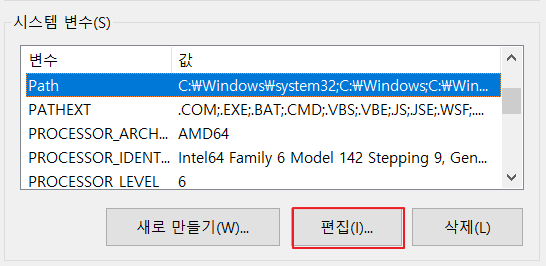 시스템 변수(S)
변수 값
Path C:₩Windows₩system32;C:₩Windows;C:₩Win...
PATHEXT .COM;.EXE;.BAT;.CMD;.VBS;.VBE;.JS;.JSE;.WSF;....
PROCESSOR_ARCH... AMD64
PROCESSOR_IDENT... Intel64 Family 6 Model 142 Stepping 9, Gen...
PROCESSOR_LEVEL 6
새로 만들기(W)... 편집(I)... 삭제(L)